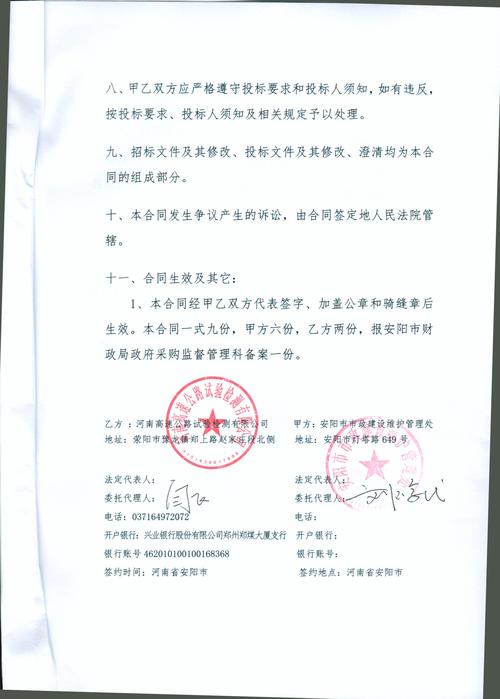 八、甲乙双方应严格遵守投标要求和投标人须知，如有违反，
按投标要求、投标人须知及相关规定予以处理。
九、招标文件及其修改、投标文件及其修改、澄清均为本合
同的组成部分。
十、本合同发生争议产生的诉讼，由合同签定地人民法院管
辖。
十一、合同生效及其它：
1、本合同经甲乙双方代表签字、加盖公章和骑缝章后
生效。本合同一式九份，甲方六份，乙方两份，报安阳市财
政局政府采购监督管理科备案一份。
乙方：河南高速公路试验检测有限公司
地址：荥阳市豫龙镇郑上路赵家庄段北侧
法定代表人：
委托代理人：
电话：037164972072
开户银行：兴业银行股份有限公司郑州郑煤大厦支行
银行账号 462010100100168368
签约时间：河南省安阳市
甲方：安阳市市政建设维护管理处
地址：安阳市灯塔路 649 号
法定代表人：
委托代理人：
电话：
开户银行：
银行账号：
签约地点：河南省安阳市